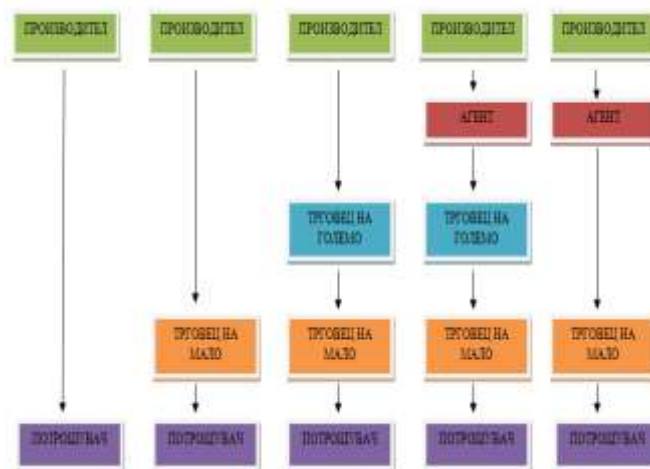 ПРОИЗВОДИТЕЛ ПРОИЗВОДИТЕЛ ПРОИЗВОДИТЕЛ ПРОИЗВОДИТЕЛ ПРОИЗВОДИТЕЛ
АГЕНТ АГЕНТ
ТРГОВЕЦ НА ТРГОВЕЦ НА
ГОЛЕМО ГОЛЕМО
ТРГОВЕЦ НА ТРГОВЕЦ НА ТРГОВЕЦ НА ТРГОВЕЦ НА
МАЛО МАЛО МАЛО МАЛО
ПОТРОШУВАЧ ПОТРОШУВАЧ ПОТРОШУВАЧ ПОТРОШУВАЧ ПОТРОШУВАЧ